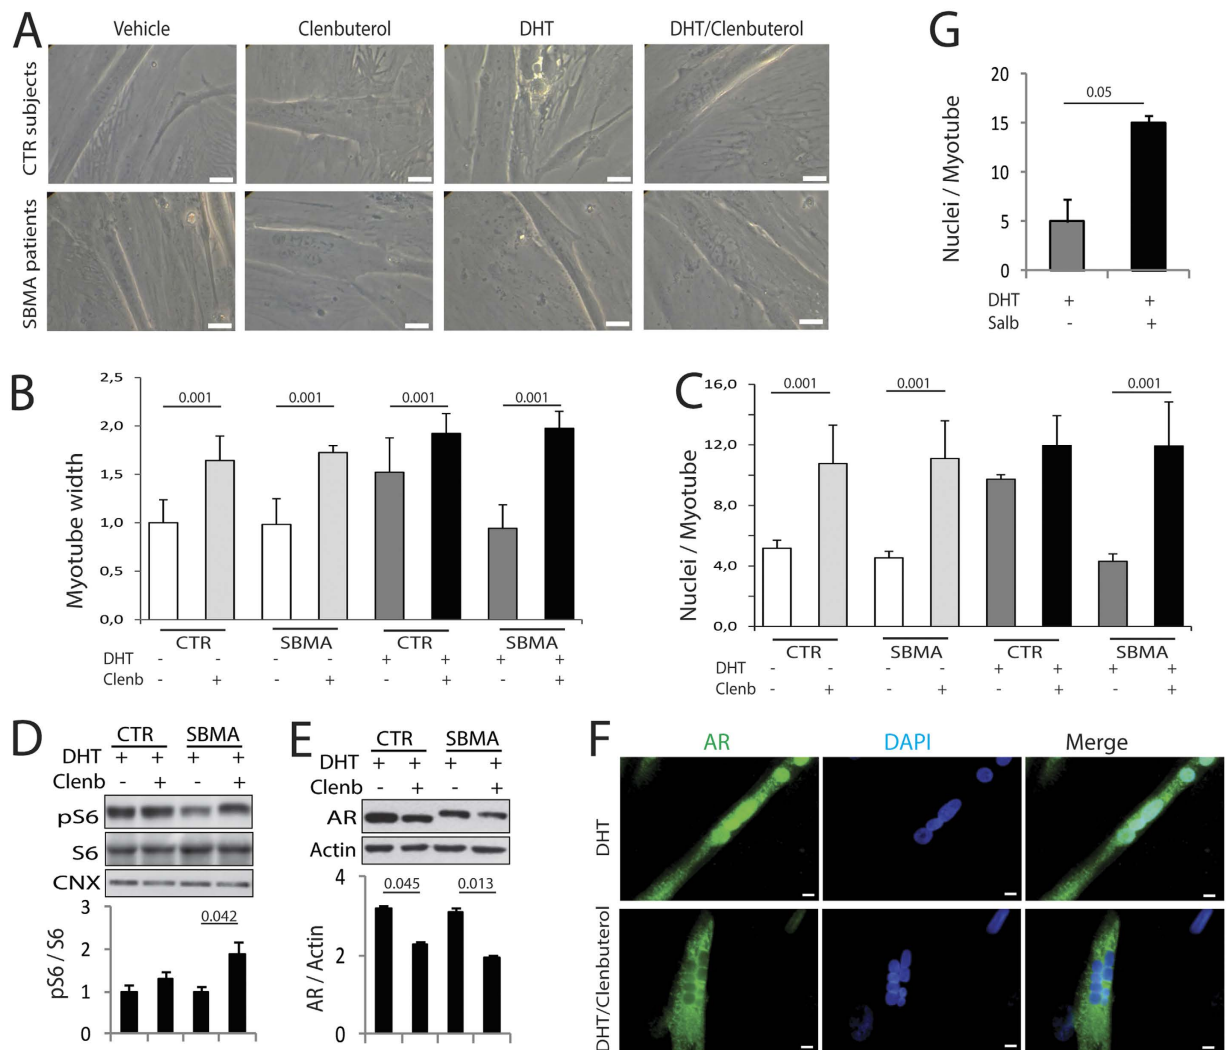 A
Vehicle Clenbuterol DHT DHT/Clenbuterol
CTR subjects
SBMA patients
G
Nuclei / Myotube
20
15
10
5
0
0.05
DHT + +
Salb - +
B
Myotube width
2,5
2,0
1,5
1,0
0,5
0,0
0.001 0.001 0.001 0.001
CTR SBMA CTR SBMA
DHT - - - - + + + +
Clenb - + - + - + - +
C
Nuclei / Myotube
16,0
12,0
8,0
4,0
0,0
0.001 0.001 0.001
CTR SBMA CTR SBMA
DHT - - - - + + + +
Clenb - + - + - + - +
D
CTR SBMA
DHT + + + +
Clenb - + - +
pS6
S6
CNX
pS6 / S6
3
2
1
0
0.042
E
CTR SBMA
DHT + + + +
Clenb - + - +
AR
Actin
AR / Actin
4
2
0
0.045 0.013
F
AR DAPI Merge
DHT
DHT/Clenbuterol